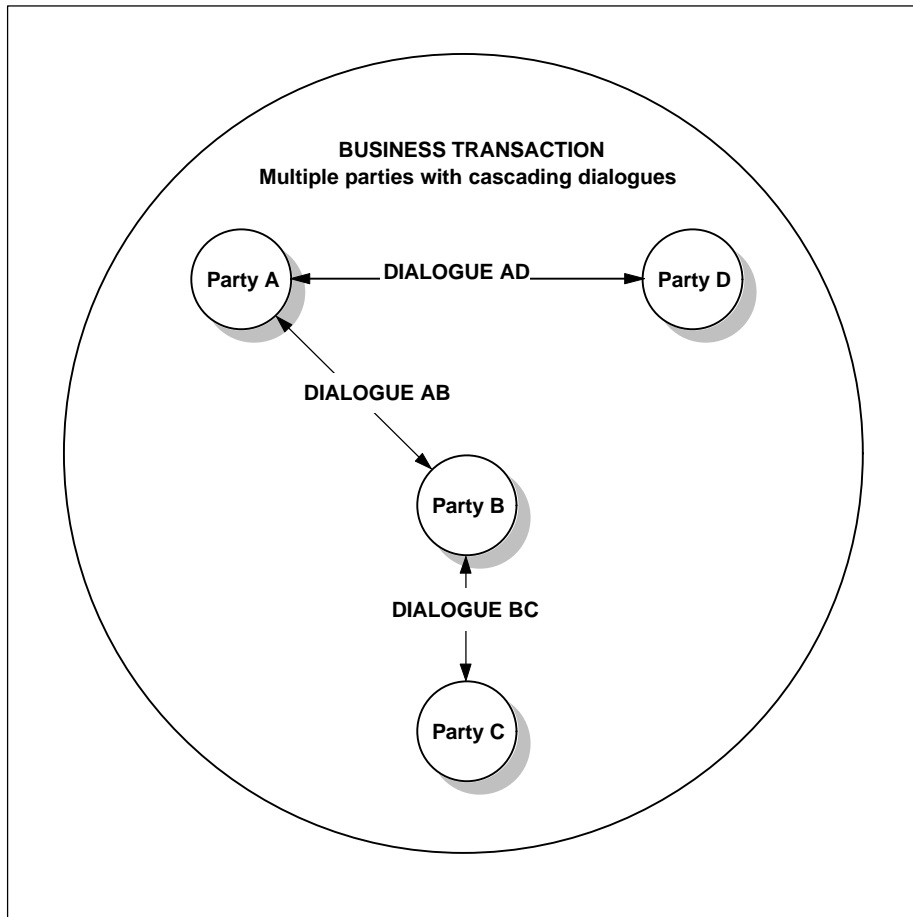 BUSINESS TRANSACTION
Multiple parties with cascading dialogues
Party A
DIALOGUE AD
Party D
DIALOGUE AB
Party B
DIALOGUE BC
Party C